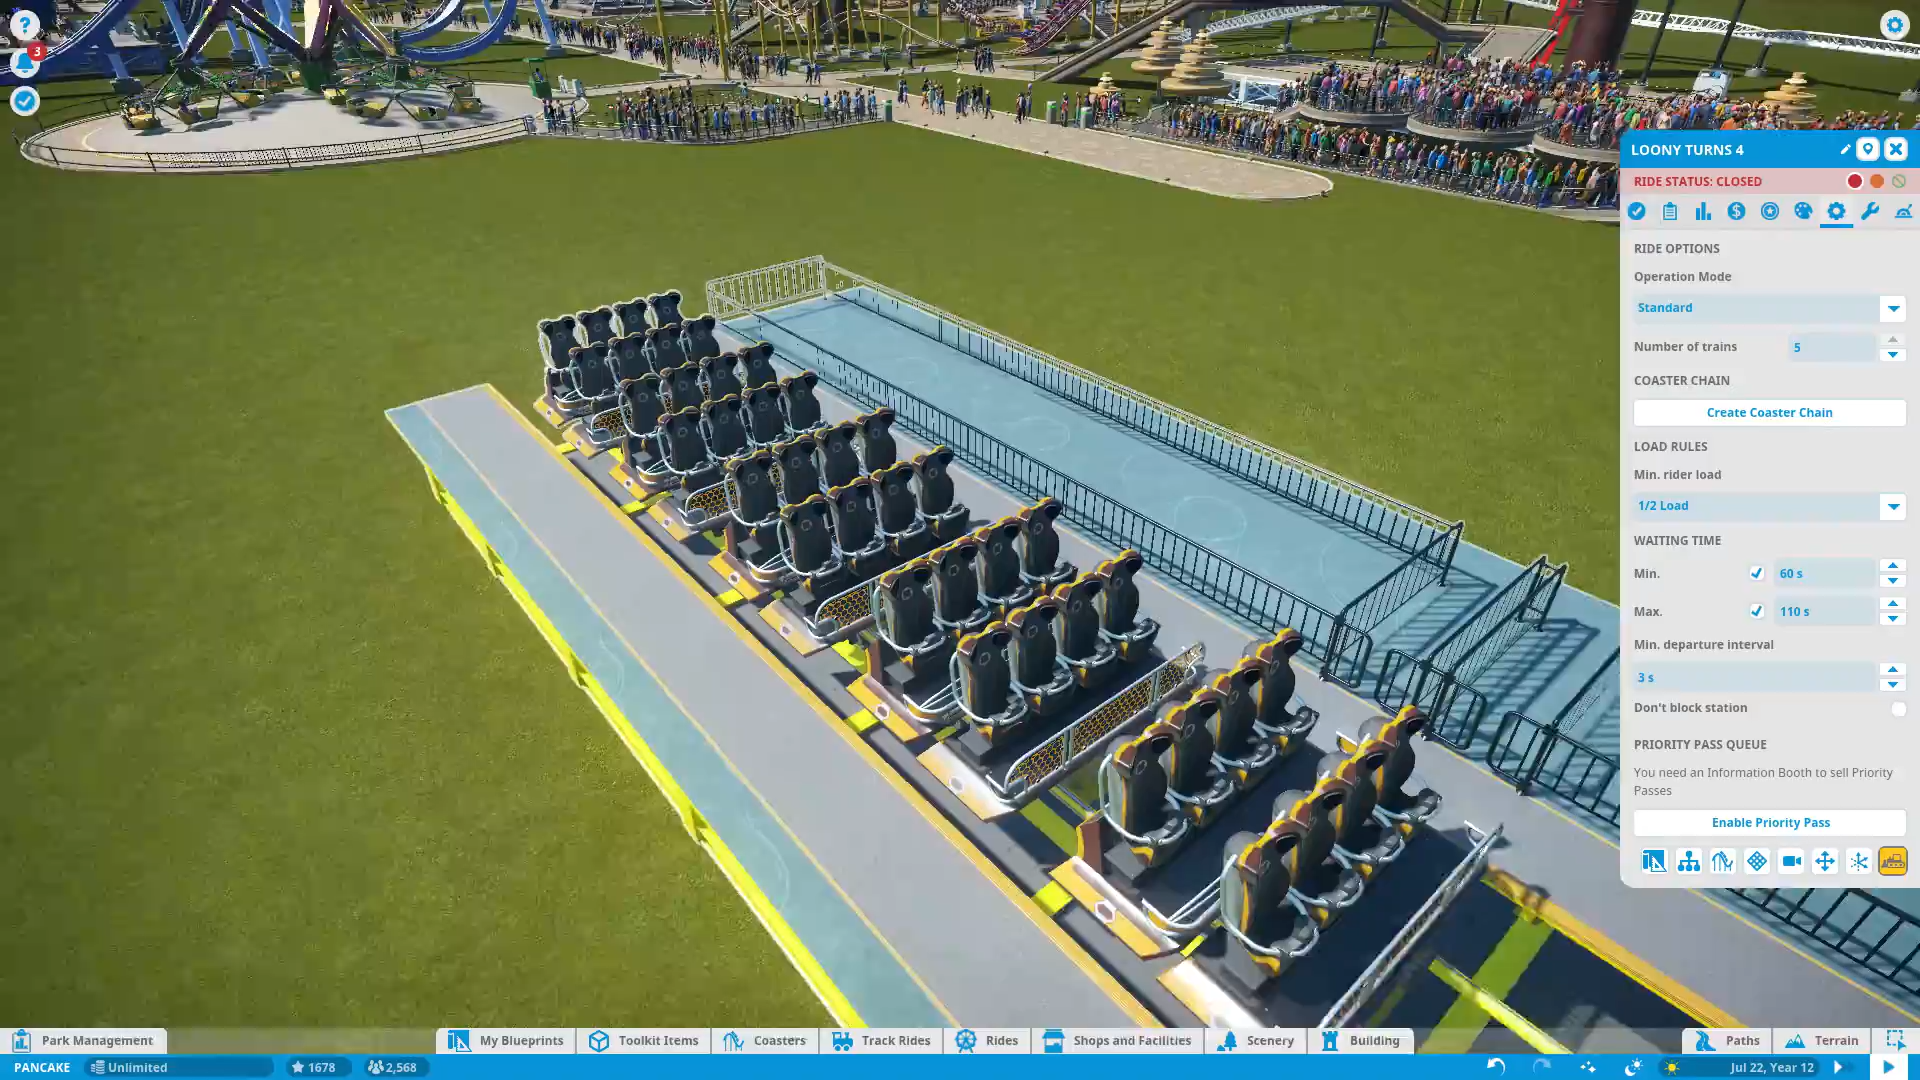 3
LOONY TURNS 4
RIDE STATUS: CLOSED
RIDE OPTIONS
Operation Mode
Standard
Number of trains 5
COASTER CHAIN
Create Coaster Chain
LOAD RULES
Min. rider load
1/2 Load
WAITING TIME
Min. 60 s
Max. 110 s
Min. departure interval
3 s
Don't block station
PRIORITY PASS QUEUE
You need an Information Booth to sell Priority
Passes
Enable Priority Pass
Park Management My Blueprints Toolkit Items Coasters Track Rides Rides Shops and Facilities Scenery Building Paths Terrain
PANCAKE Unlimited 1678 2,568 Jul 22, Year 12